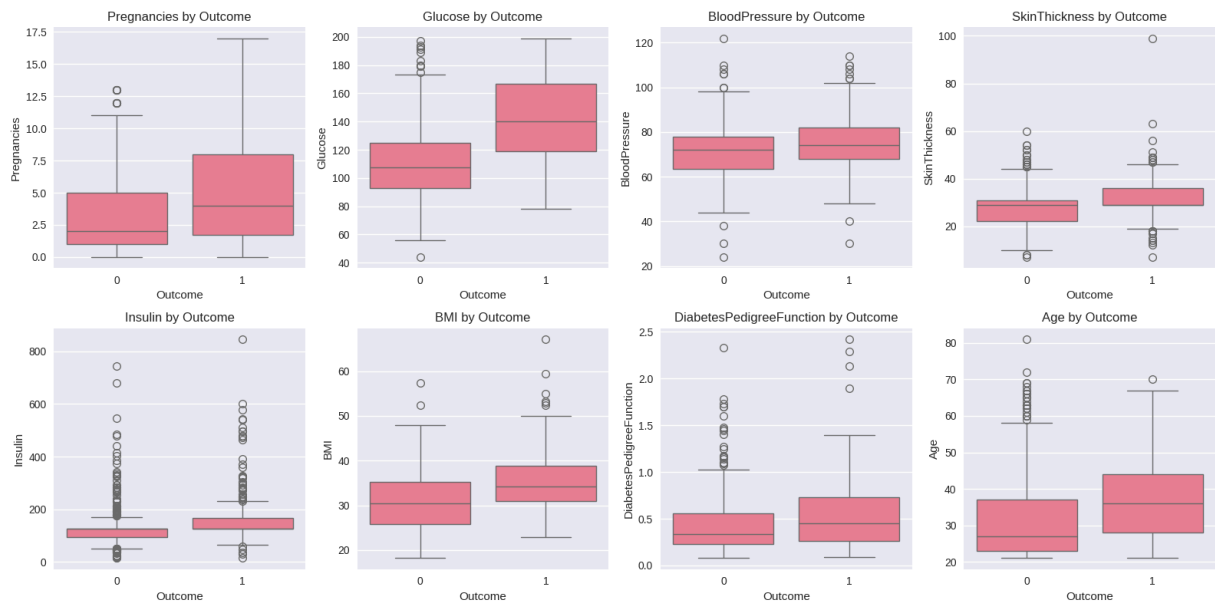 Pregnancies by Outcome
17.5
15.0
12.5
10.0
7.5
5.0
2.5
0.0
Pregnancies
0 1
Outcome
Glucose by Outcome
200
180
160
140
120
100
80
60
40
Glucose
0 1
Outcome
BloodPressure by Outcome
120
100
80
60
40
20
BloodPressure
0 1
Outcome
SkinThickness by Outcome
100
80
60
40
20
SkinThickness
0 1
Outcome
Insulin by Outcome
800
600
400
200
0
Insulin
0 1
Outcome
BMI by Outcome
60
50
40
30
20
BMI
0 1
Outcome
DiabetesPedigreeFunction by Outcome
2.5
2.0
1.5
1.0
0.5
0.0
DiabetesPedigreeFunction
0 1
Outcome
Age by Outcome
80
70
60
50
40
30
20
Age
0 1
Outcome